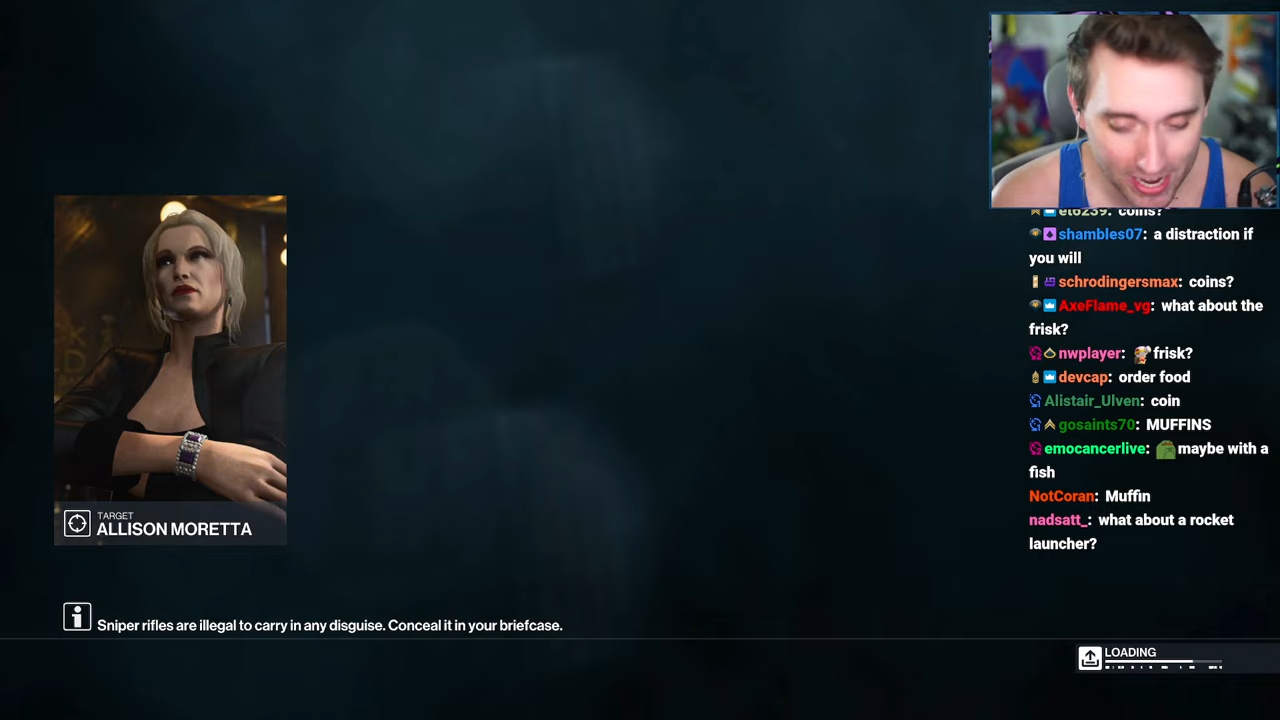 et6239: coins?
shambles07: a distraction if
you will
schrodingersmax: coins?
AxeFlame_vg: what about the
frisk?
nwplayer: frisk?
devcap: order food
Alistair_Ulven: coin
gosaints70: MUFFINS
emocancerlive: maybe with a
fish
NotCoran: Muffin
nadsatt_: what about a rocket
launcher?
TARGET
ALLISON MORETTA
Sniper rifles are illegal to carry in any disguise. Conceal it in your briefcase.
LOADING